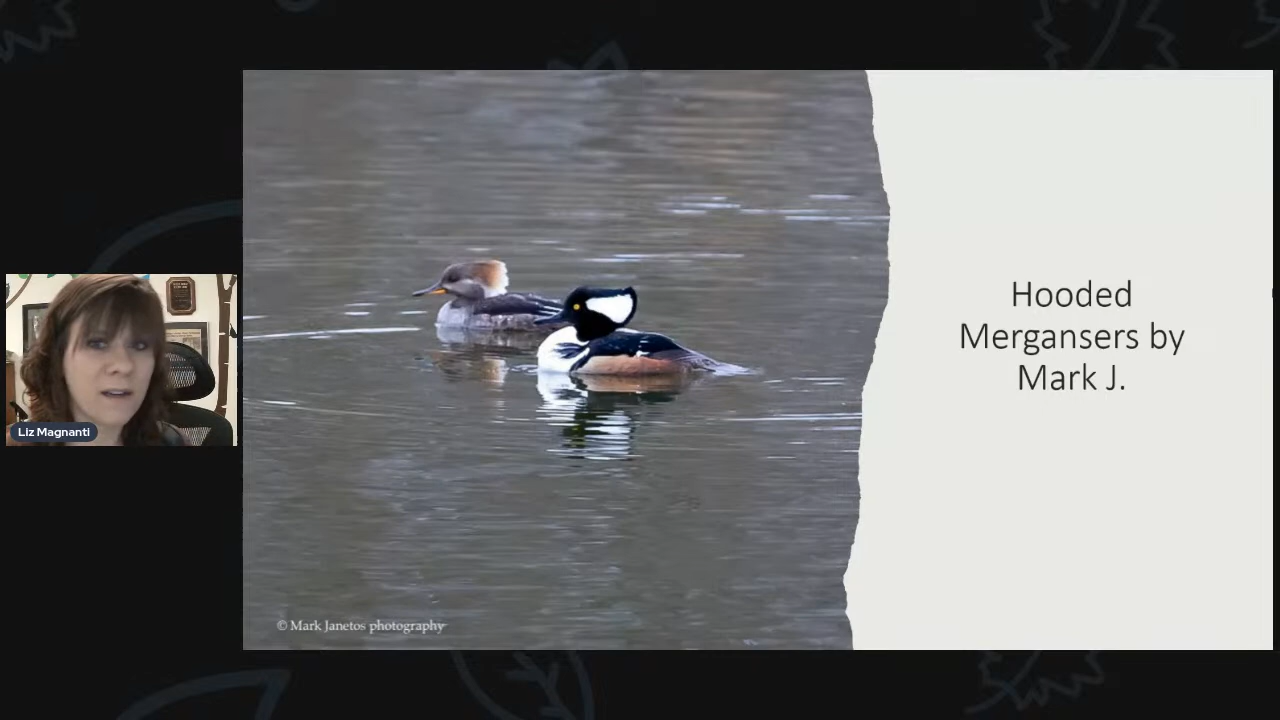 Hooded
Mergansers by
Mark J.
© Mark Janetos photography
Liz Magnanti